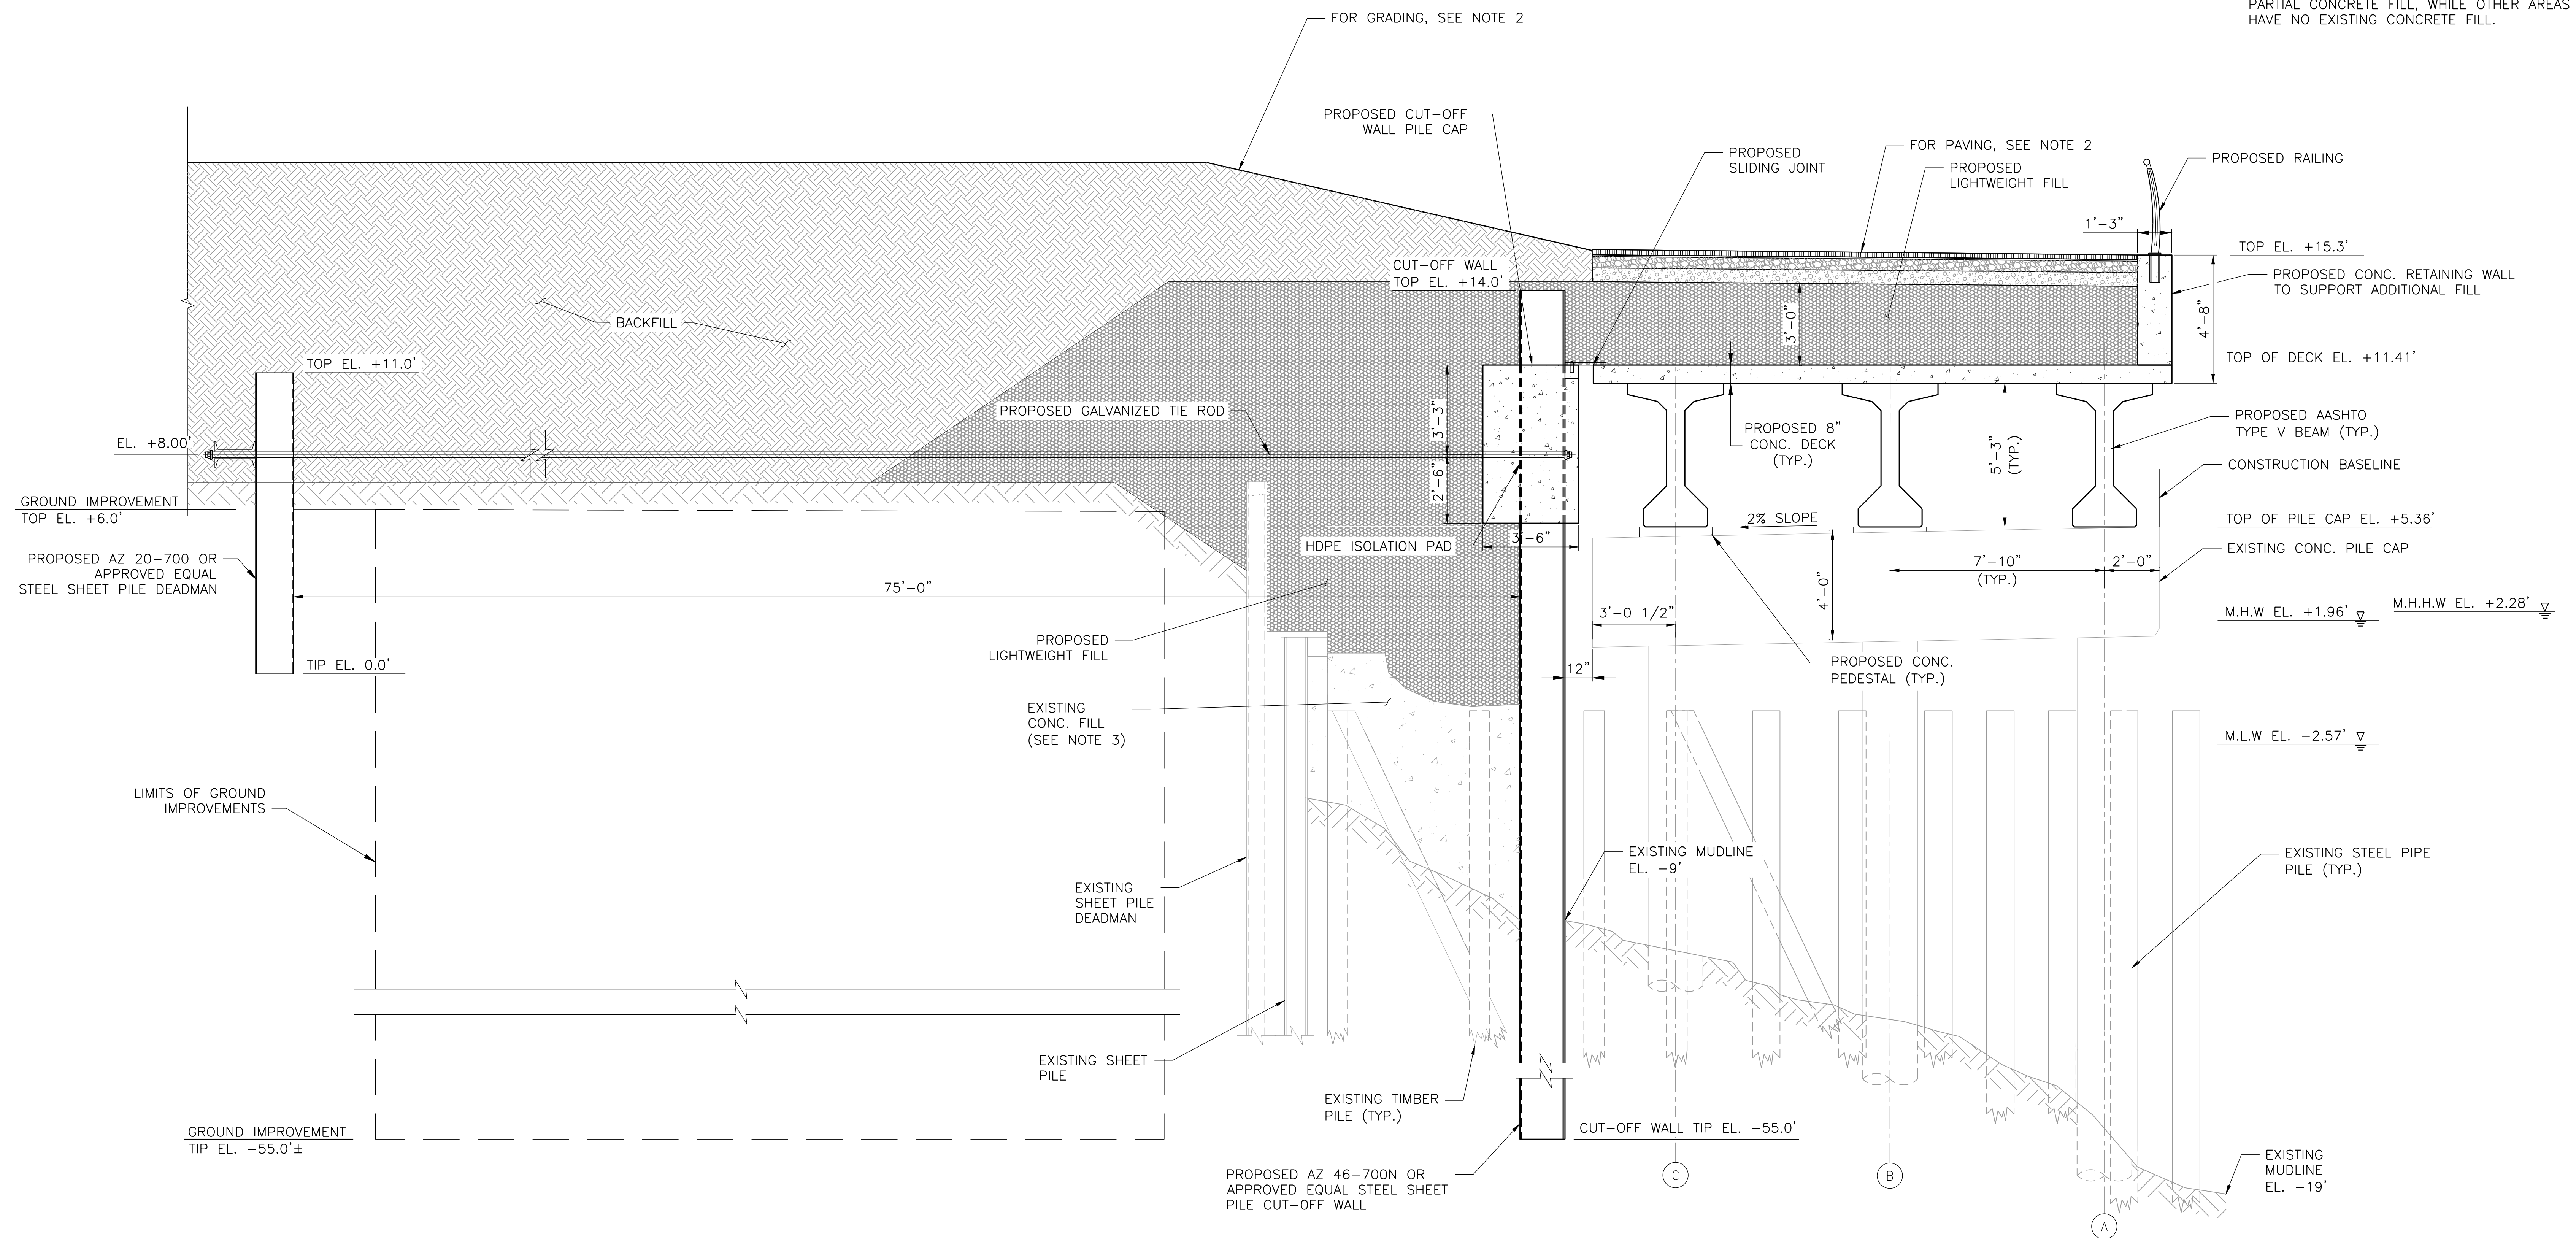 PARTIAL CONCRETE FILL, WHILE OTHER AREAS
HAVE NO EXISTING CONCRETE FILL.
FOR GRADING, SEE NOTE 2
PROPOSED CUT-OFF
WALL PILE CAP
PROPOSED
SLIDING JOINT
FOR PAVING, SEE NOTE 2
PROPOSED
LIGHTWEIGHT FILL
PROPOSED RAILING
1'-3"
TOP EL. +15.3'
PROPOSED CONC. RETAINING WALL
TO SUPPORT ADDITIONAL FILL
4'-8"
3'-0"
TOP OF DECK EL. +11.41'
CUT-OFF WALL
TOP EL. +14.0'
BACKFILL
TOP EL. +11.0'
PROPOSED GALVANIZED TIE ROD
3'-3"
2'-6"
PROPOSED 8"
CONC. DECK
(TYP.)
5'-3"
(TYP.)
PROPOSED AASHTO
TYPE V BEAM (TYP.)
CONSTRUCTION BASELINE
EL. +8.00'
GROUND IMPROVEMENT
TOP EL. +6.0'
2% SLOPE
TOP OF PILE CAP EL. +5.36'
HDPE ISOLATION PAD
3'-6"
EXISTING CONC. PILE CAP
PROPOSED AZ 20-700 OR
APPROVED EQUAL
STEEL SHEET PILE DEADMAN
75'-0"
7'-10"
(TYP.)
2'-0"
4'-0"
3'-0 1/2"
M.H.W EL. +1.96'
M.H.H.W EL. +2.28'
PROPOSED
LIGHTWEIGHT FILL
TIP EL. 0.0'
12"
PROPOSED CONC.
PEDESTAL (TYP.)
EXISTING
CONC. FILL
(SEE NOTE 3)
M.L.W EL. -2.57'
LIMITS OF GROUND
IMPROVEMENTS
EXISTING MUDLINE
EL. -9'
EXISTING STEEL PIPE
PILE (TYP.)
EXISTING
SHEET PILE
DEADMAN
EXISTING SHEET
PILE
EXISTING TIMBER
PILE (TYP.)
GROUND IMPROVEMENT
TIP EL. -55.0'±
CUT-OFF WALL TIP EL. -55.0'
PROPOSED AZ 46-700N OR
APPROVED EQUAL STEEL SHEET
PILE CUT-OFF WALL
EXISTING
MUDLINE
EL. -19'
C
B
A